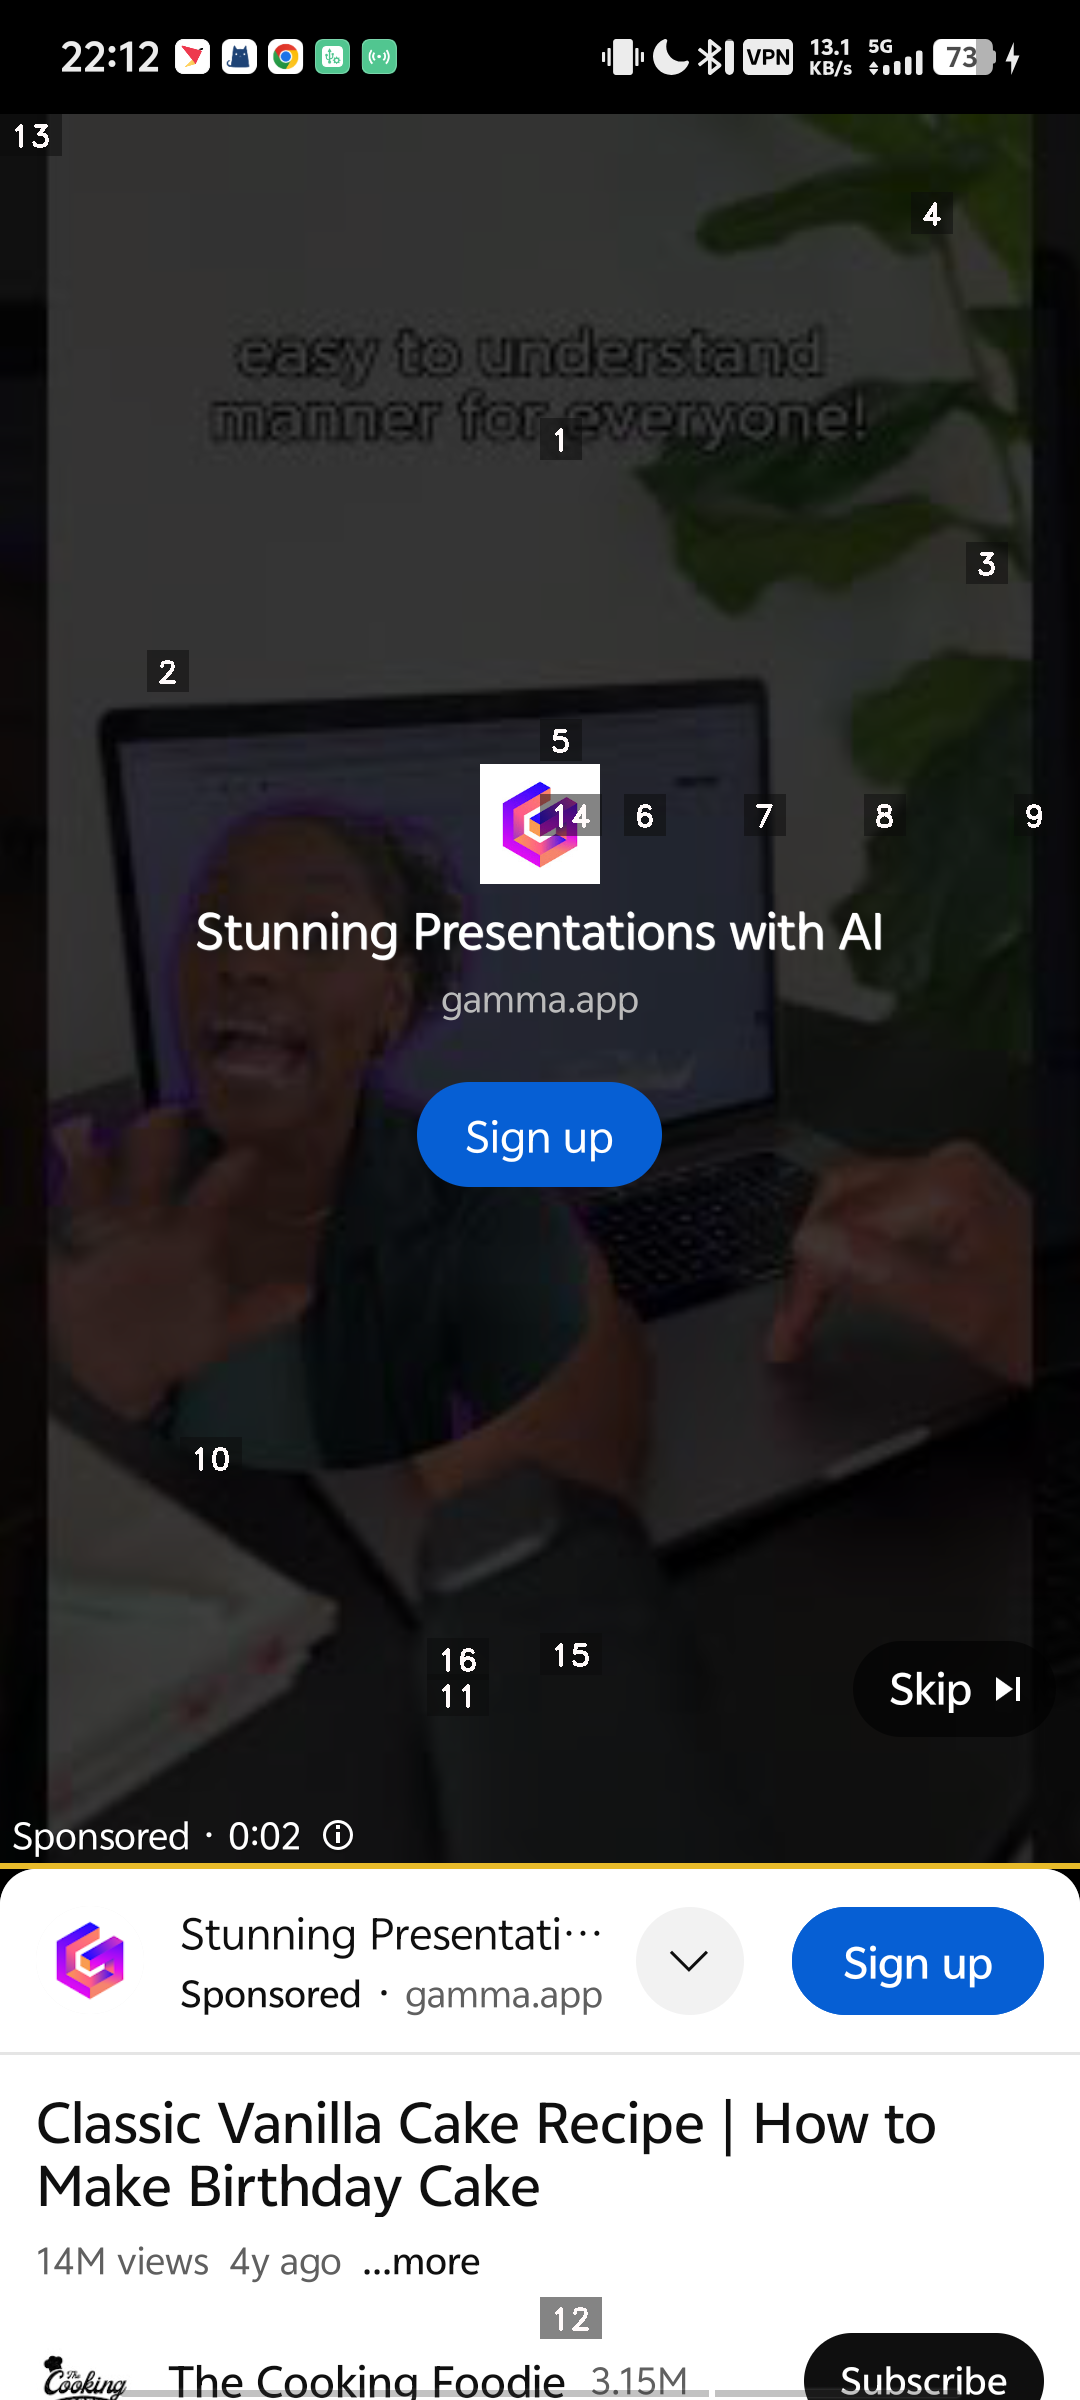 22:12
VPN
13.1 KB/s
5G
73
13
4
easy to understand
manner for everyone!
1
3
2
5
14 6 7 8 9
Stunning Presentations with AI
gamma.app
Sign up
10
16 15
11
Skip
Sponsored · 0:02
Stunning Presentati...
Sponsored · gamma.app
Sign up
Classic Vanilla Cake Recipe | How to
Make Birthday Cake
14M views 4y ago ...more
12
The Cooking
The Cooking Foodie 3.15M
Subscribe